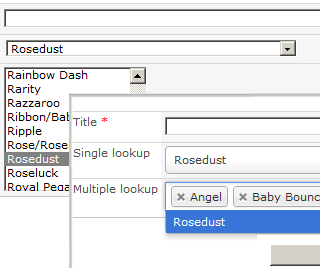 Rosedust
Rainbow Dash
Rarity
Razzaroo
Ribbon/Bab
Ripple
Rose/Rose
Rosedust
Roseluck
Royal Pega
Title *
Single lookup
Rosedust
Multiple lookup
× Angel × Baby Bounc
Rosedust